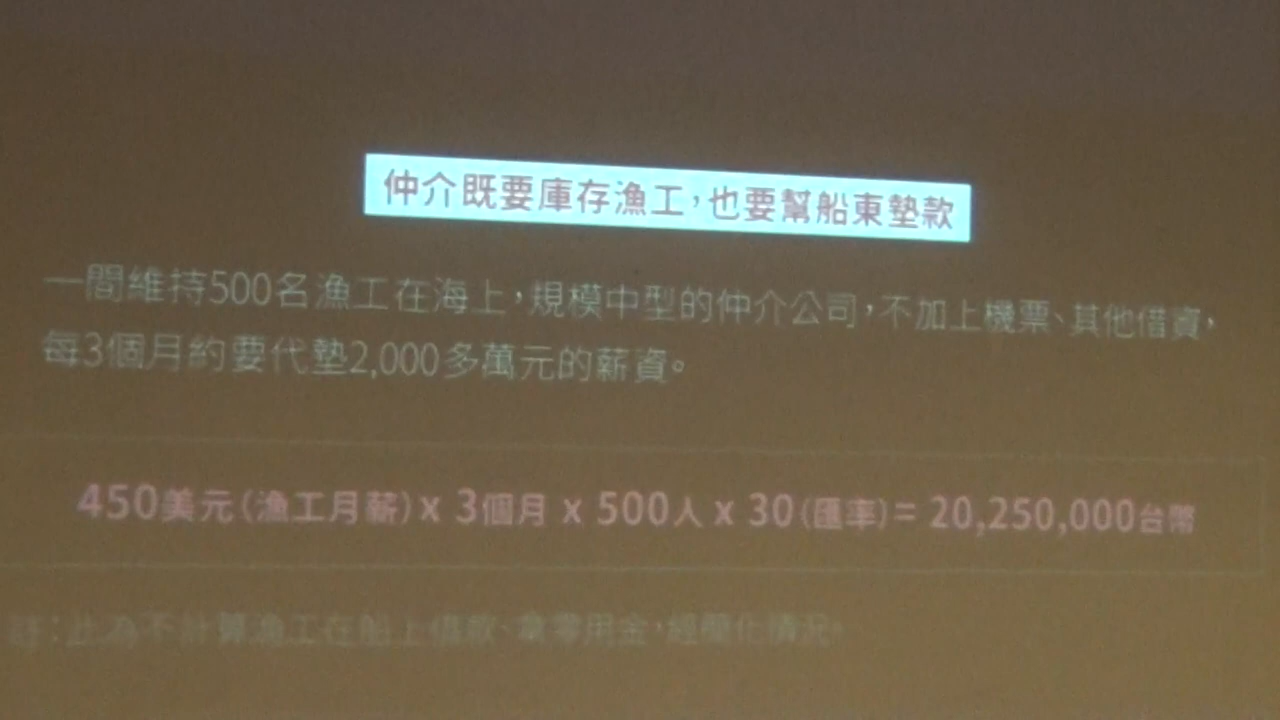 仲介既要庫存漁工,也要幫船東墊款
一間維持500名漁工在海上,規模中型的仲介公司,不加上機票、其他借資,
每3個月約要代墊2,000多萬元的薪資。
450美元(漁工月薪)x 3個月 x 500人 x 30(匯率)= 20,250,000台幣
註:此為不計算漁工在船上借款、拿零用金,經簡化情況。